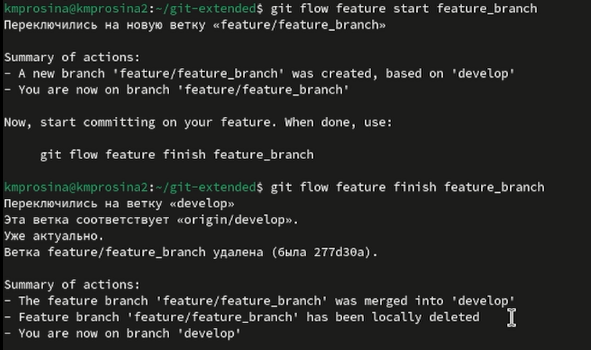 kmprosina@kmprosina2:~/git-extended$ git flow feature start feature_branch
Переключились на новую ветку «feature/feature_branch»
Summary of actions:
- A new branch 'feature/feature_branch' was created, based on 'develop'
- You are now on branch 'feature/feature_branch'
Now, start committing on your feature. When done, use:
git flow feature finish feature_branch
kmprosina@kmprosina2:~/git-extended$ git flow feature finish feature_branch
Переключились на ветку «develop»
Эта ветка соответствует «origin/develop».
Уже актуально.
Ветка feature/feature_branch удалена (была 277d30a).
Summary of actions:
- The feature branch 'feature/feature_branch' was merged into 'develop'
- Feature branch 'feature/feature_branch' has been locally deleted
- You are now on branch 'develop'